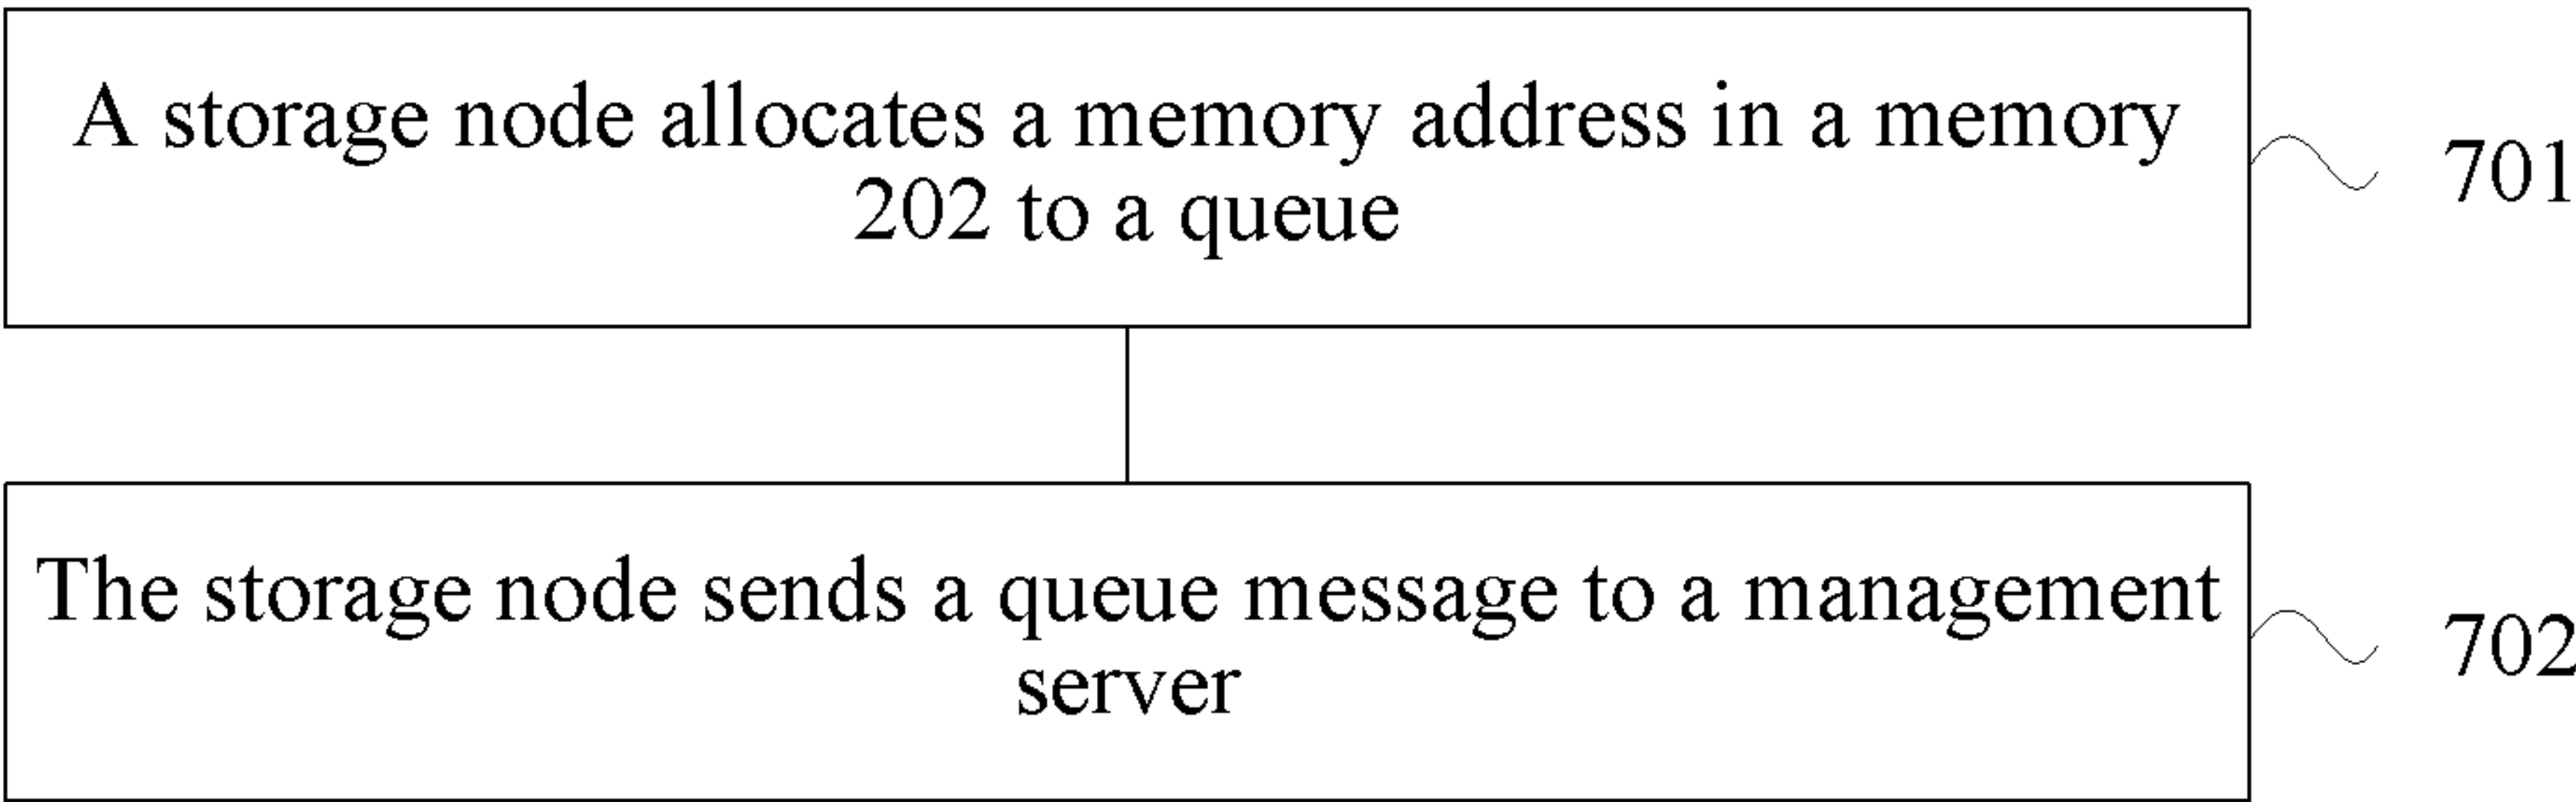 A storage node allocates a memory address in a memory
202 to a queue
701
The storage node sends a queue message to a management
server
702